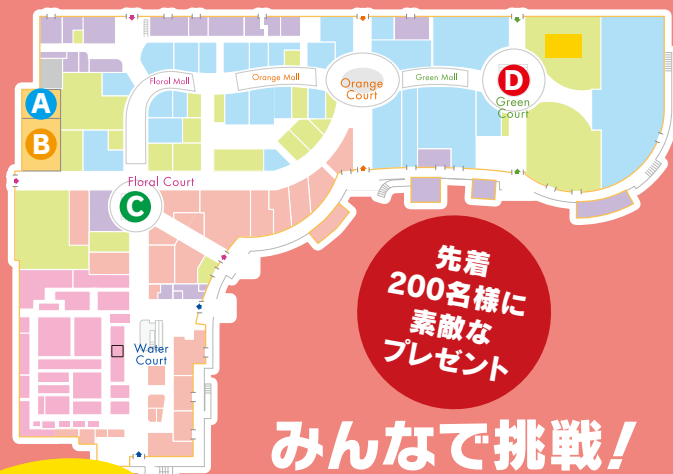 A
B
Floral Mall
Orange Mall
Orange
Court
Green Mall
D
Green
Court
Floral Court
C
Water
Court
先着
200名様に
素敵な
プレゼント
みんなで挑戦!